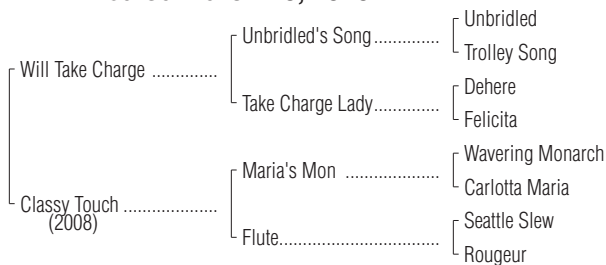 Unbridled
Unbridled's Song..............
Trolley Song
Will Take Charge .............
Dehere
Take Charge Lady..............
Felicita
Wavering Monarch
Maria's Mon ....................
Carlotta Maria
Classy Touch ...................
(2008)
Seattle Slew
Flute..................................
Rougeur